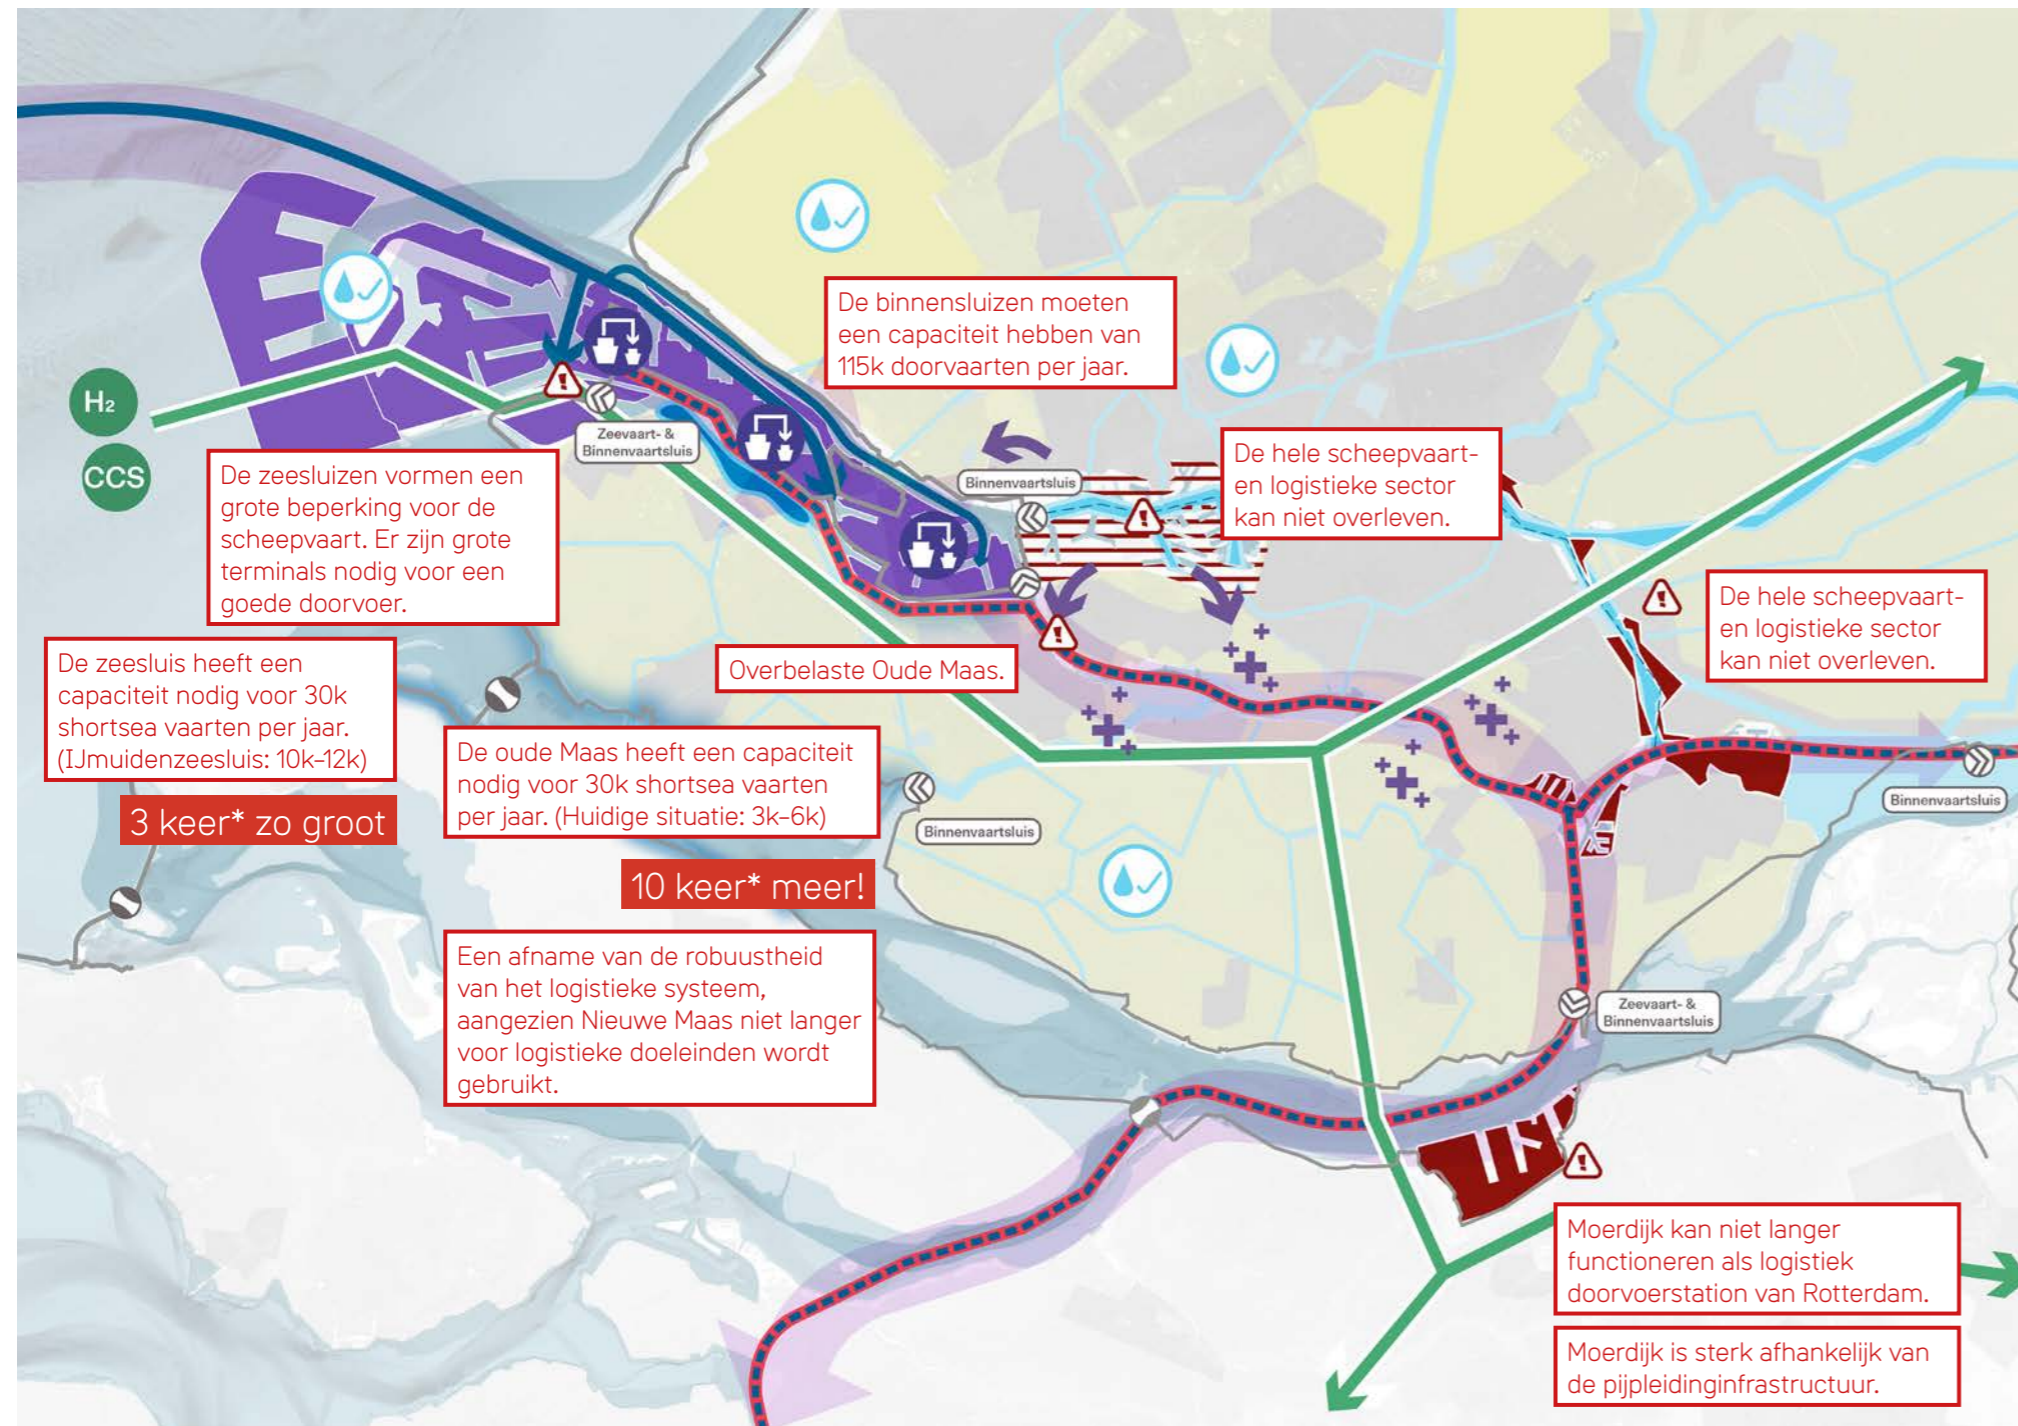 De binnensluizen moeten
een capaciteit hebben van
115k doorvaarten per jaar.
H2
CCS
Zeevaart- &
Binnenvaartsluis
De zeesluizen vormen een
grote beperking voor de
scheepvaart. Er zijn grote
terminals nodig voor een
goede doorvoer.
Binnenvaartsluis
De hele scheepvaart-
en logistieke sector
kan niet overleven.
De hele scheepvaart-
en logistieke sector
kan niet overleven.
De zeesluis heeft een
capaciteit nodig voor 30k
shortsea vaarten per jaar.
(IJmuidenzeesluis: 10k–12k)
3 keer* zo groot
Overbelaste Oude Maas.
De oude Maas heeft een capaciteit
nodig voor 30k shortsea vaarten
per jaar. (Huidige situatie: 3k–6k)
10 keer* meer!
Binnenvaartsluis
Binnenvaartsluis
Een afname van de robuustheid
van het logistieke systeem,
aangezien Nieuwe Maas niet langer
voor logistieke doeleinden wordt
gebruikt.
Zeevaart- &
Binnenvaartsluis
Moerdijk kan niet langer
functioneren als logistiek
doorvoerstation van Rotterdam.
Moerdijk is sterk afhankelijk van
de pijpleidinginfrastructuur.